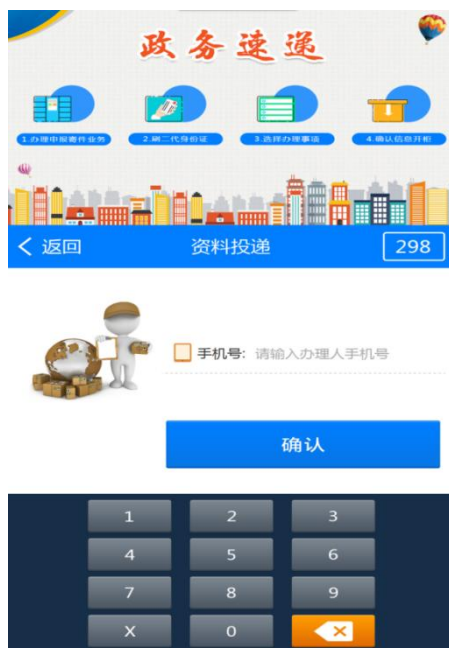 政务速递
1.办理申报寄件业务 2.刷二代身份证 3.选择办理事项 4.确认信息开柜
返回 资料投递 298
手机号: 请输入办理人手机号
确认
1 2 3
4 5 6
7 8 9
X 0